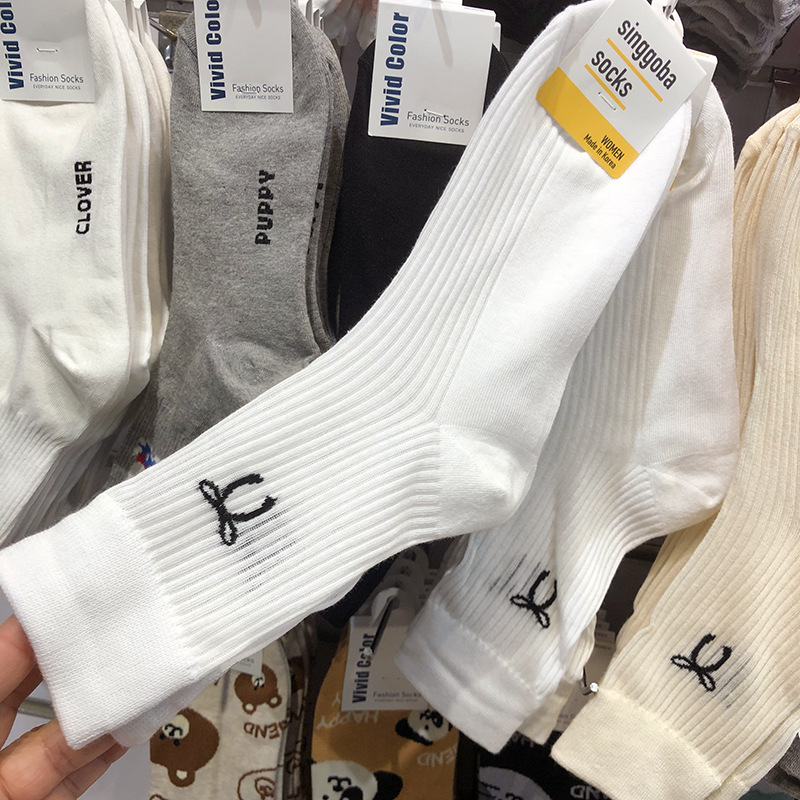 Vivid Color
Fashion Socks
EVERYDAY NICE SOCKS
CLOVER
Vivid Color
Fashion Socks
EVERYDAY NICE SOCKS
PUPPY
Vivid Color
Fashion Socks
EVERYDAY NICE SOCKS
singgoba
socks
WOMEN
Made in Korea
Vivid Color
Fashion Socks
HAPPY